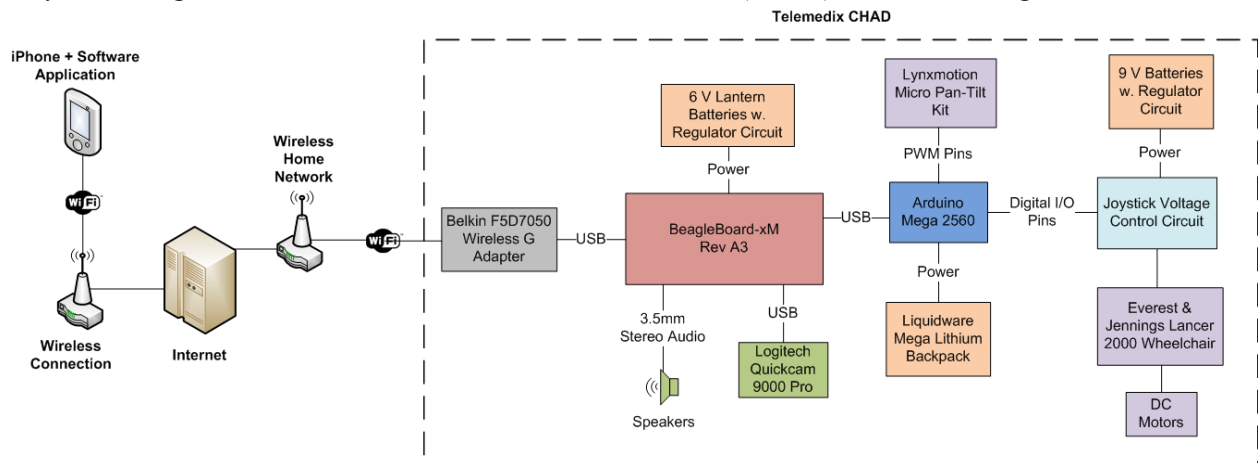 Telemedix CHAD
iPhone + Software
Application
WiFi
Wireless
Connection
Internet
Wireless
Home
Network
WiFi
Belkin F5D7050
Wireless G
Adapter
USB
6 V Lantern
Batteries w.
Regulator Circuit
Power
BeagleBoard-xM
Rev A3
3.5mm
Stereo Audio
Speakers
USB
Logitech
Quickcam
9000 Pro
USB
Lynxmotion
Micro Pan-Tilt
Kit
PWM Pins
Arduino
Mega 2560
Power
Liquidware
Mega Lithium
Backpack
Digital I/O
Pins
9 V Batteries
w. Regulator
Circuit
Power
Joystick Voltage
Control Circuit
Everest &
Jennings Lancer
2000 Wheelchair
DC
Motors